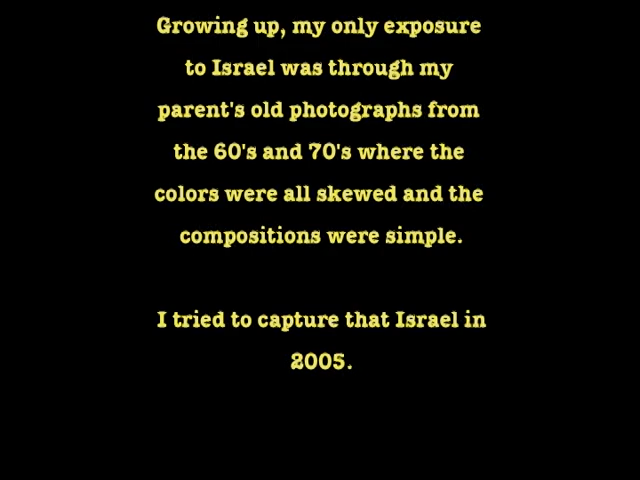 Growing up, my only exposure
to Israel was through my
parent's old photographs from
the 60's and 70's where the
colors were all skewed and the
compositions were simple.
I tried to capture that Israel in
2005.